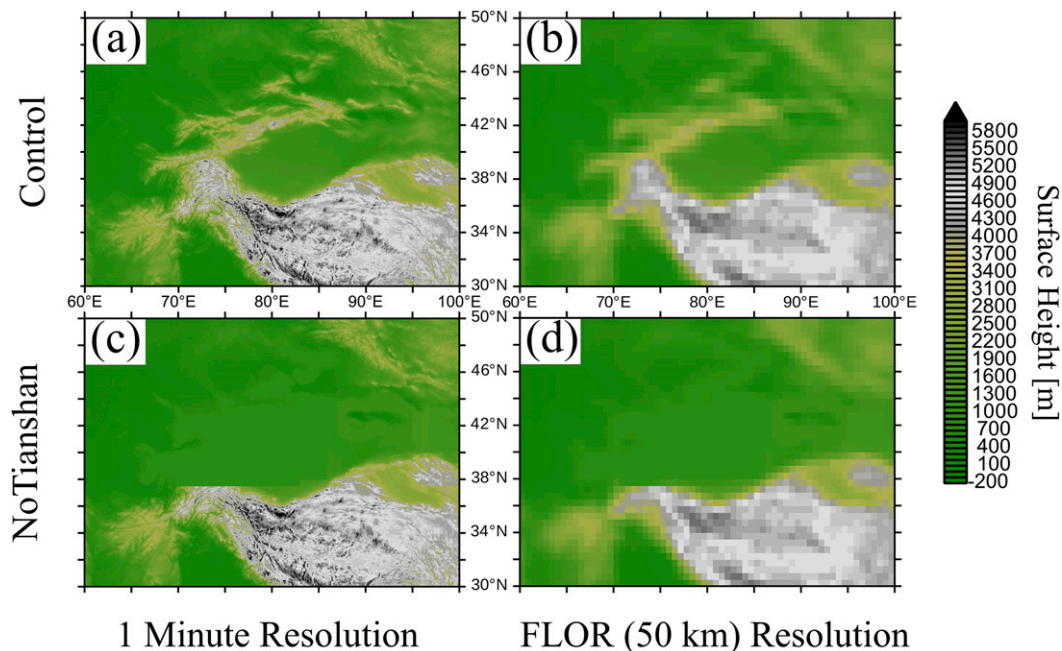 (a)
(b)
50°N
46°N
42°N
38°N
34°N
30°N
60°E 70°E 80°E 90°E 100°E
60°E 70°E 80°E 90°E 100°E
Control
(c)
(d)
50°N
46°N
42°N
38°N
34°N
30°N
NoTianshan
1 Minute Resolution
FLOR (50 km) Resolution
5800
5500
5200
4900
4600
4300
4000
3700
3400
3100
2800
2500
2200
1900
1600
1300
1000
700
400
100
-200
Surface Height [m]